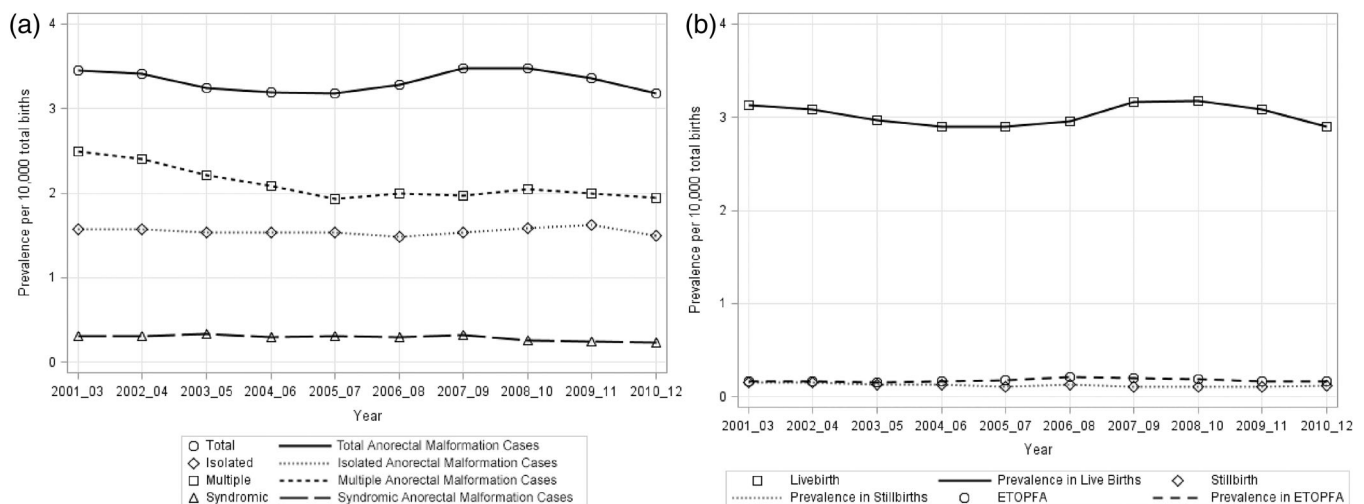 (a)
Prevalence per 10,000 total births
4
3
2
1
0
2001_03 2002_04 2003_05 2004_06 2005_07 2006_08 2007_09 2008_10 2009_11 2010_12
Year
Total Total Anorectal Malformation Cases
Isolated Isolated Anorectal Malformation Cases
Multiple Multiple Anorectal Malformation Cases
Syndromic Syndromic Anorectal Malformation Cases
(b)
Prevalence per 10,000 total births
4
3
2
1
0
2001_03 2002_04 2003_05 2004_06 2005_07 2006_08 2007_09 2008_10 2009_11 2010_12
Year
Livebirth Prevalence in Live Births Stillbirth
Prevalence in Stillbirths ETOPFA Prevalence in ETOPFA